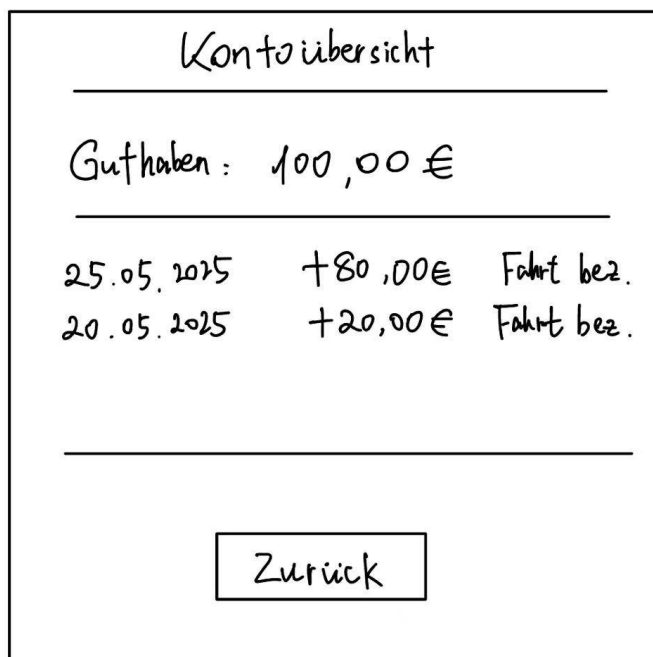 Kontoübersicht
Guthaben: 100,00 €
25.05.2025 +80,00€ Fahrt bez.
20.05.2025 +20,00€ Fahrt bez.
Zurück